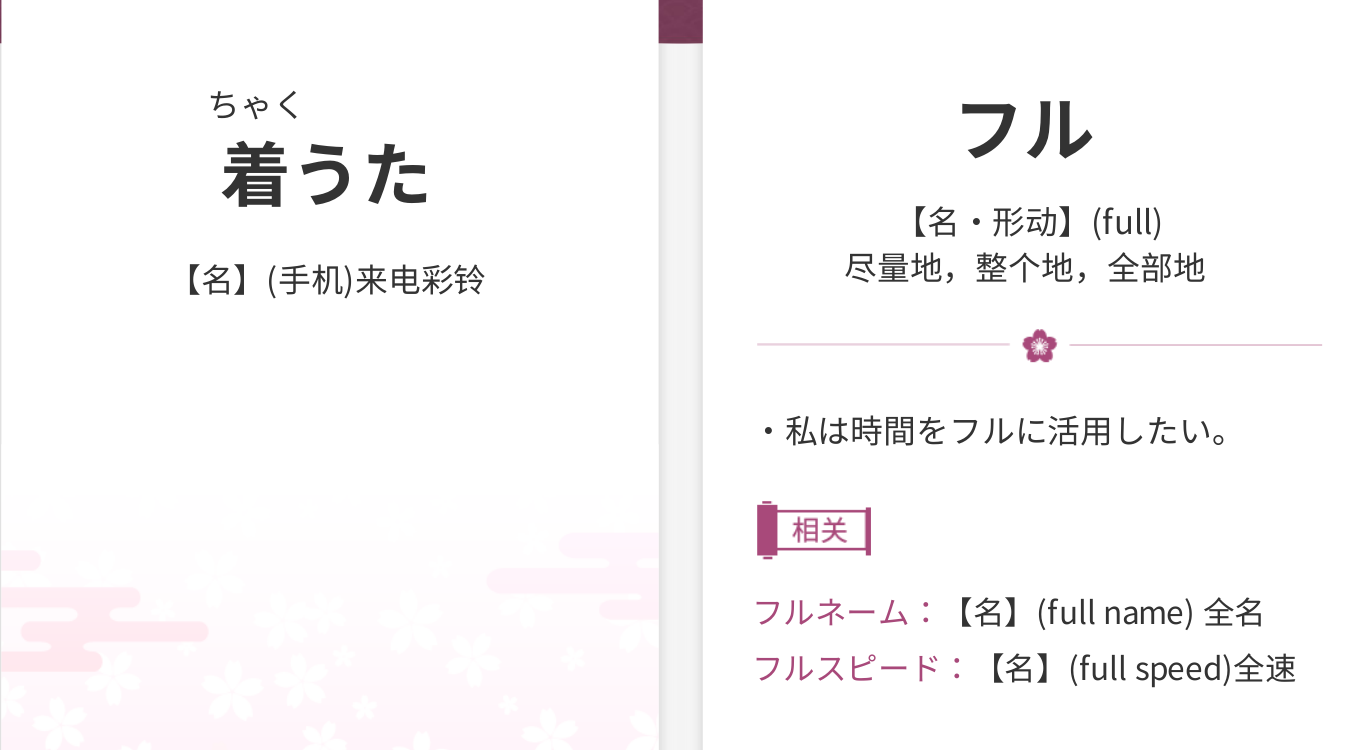 ちゃく
着うた
【名】(手机)来电彩铃
フル
【名・形动】(full)
尽量地，整个地，全部地
・私は時間をフルに活用したい。
相关
フルネーム：【名】(full name) 全名
フルスピード：【名】(full speed)全速